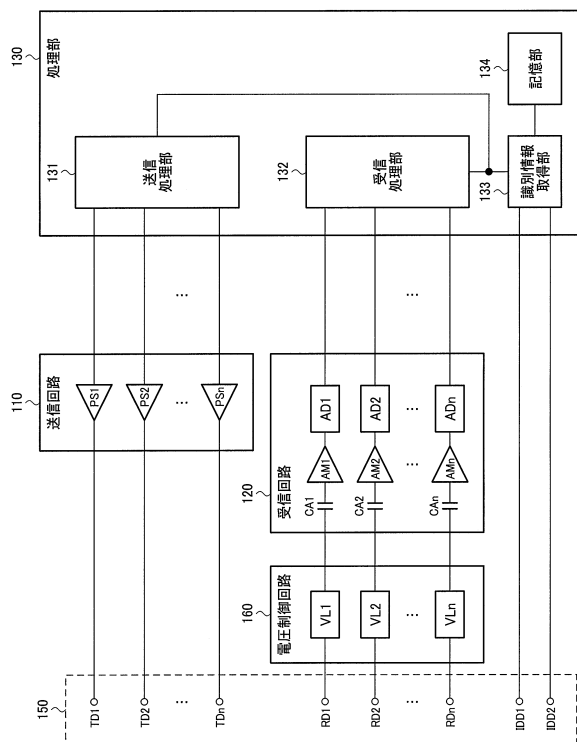 130
処理部
131
送信
処理部
132
受信
処理部
133
識別情報
取得部
134
記憶部
...
...
110
送信回路
PS1
PS2
...
PSn
120
受信回路
CA1
AM1
AD1
CA2
AM2
AD2
...
...
CAn
AMn
ADn
160
電圧制御回路
VL1
VL2
...
VLn
150
TD1
TD2
...
TDn
RD1
RD2
...
RDn
IDD1
IDD2